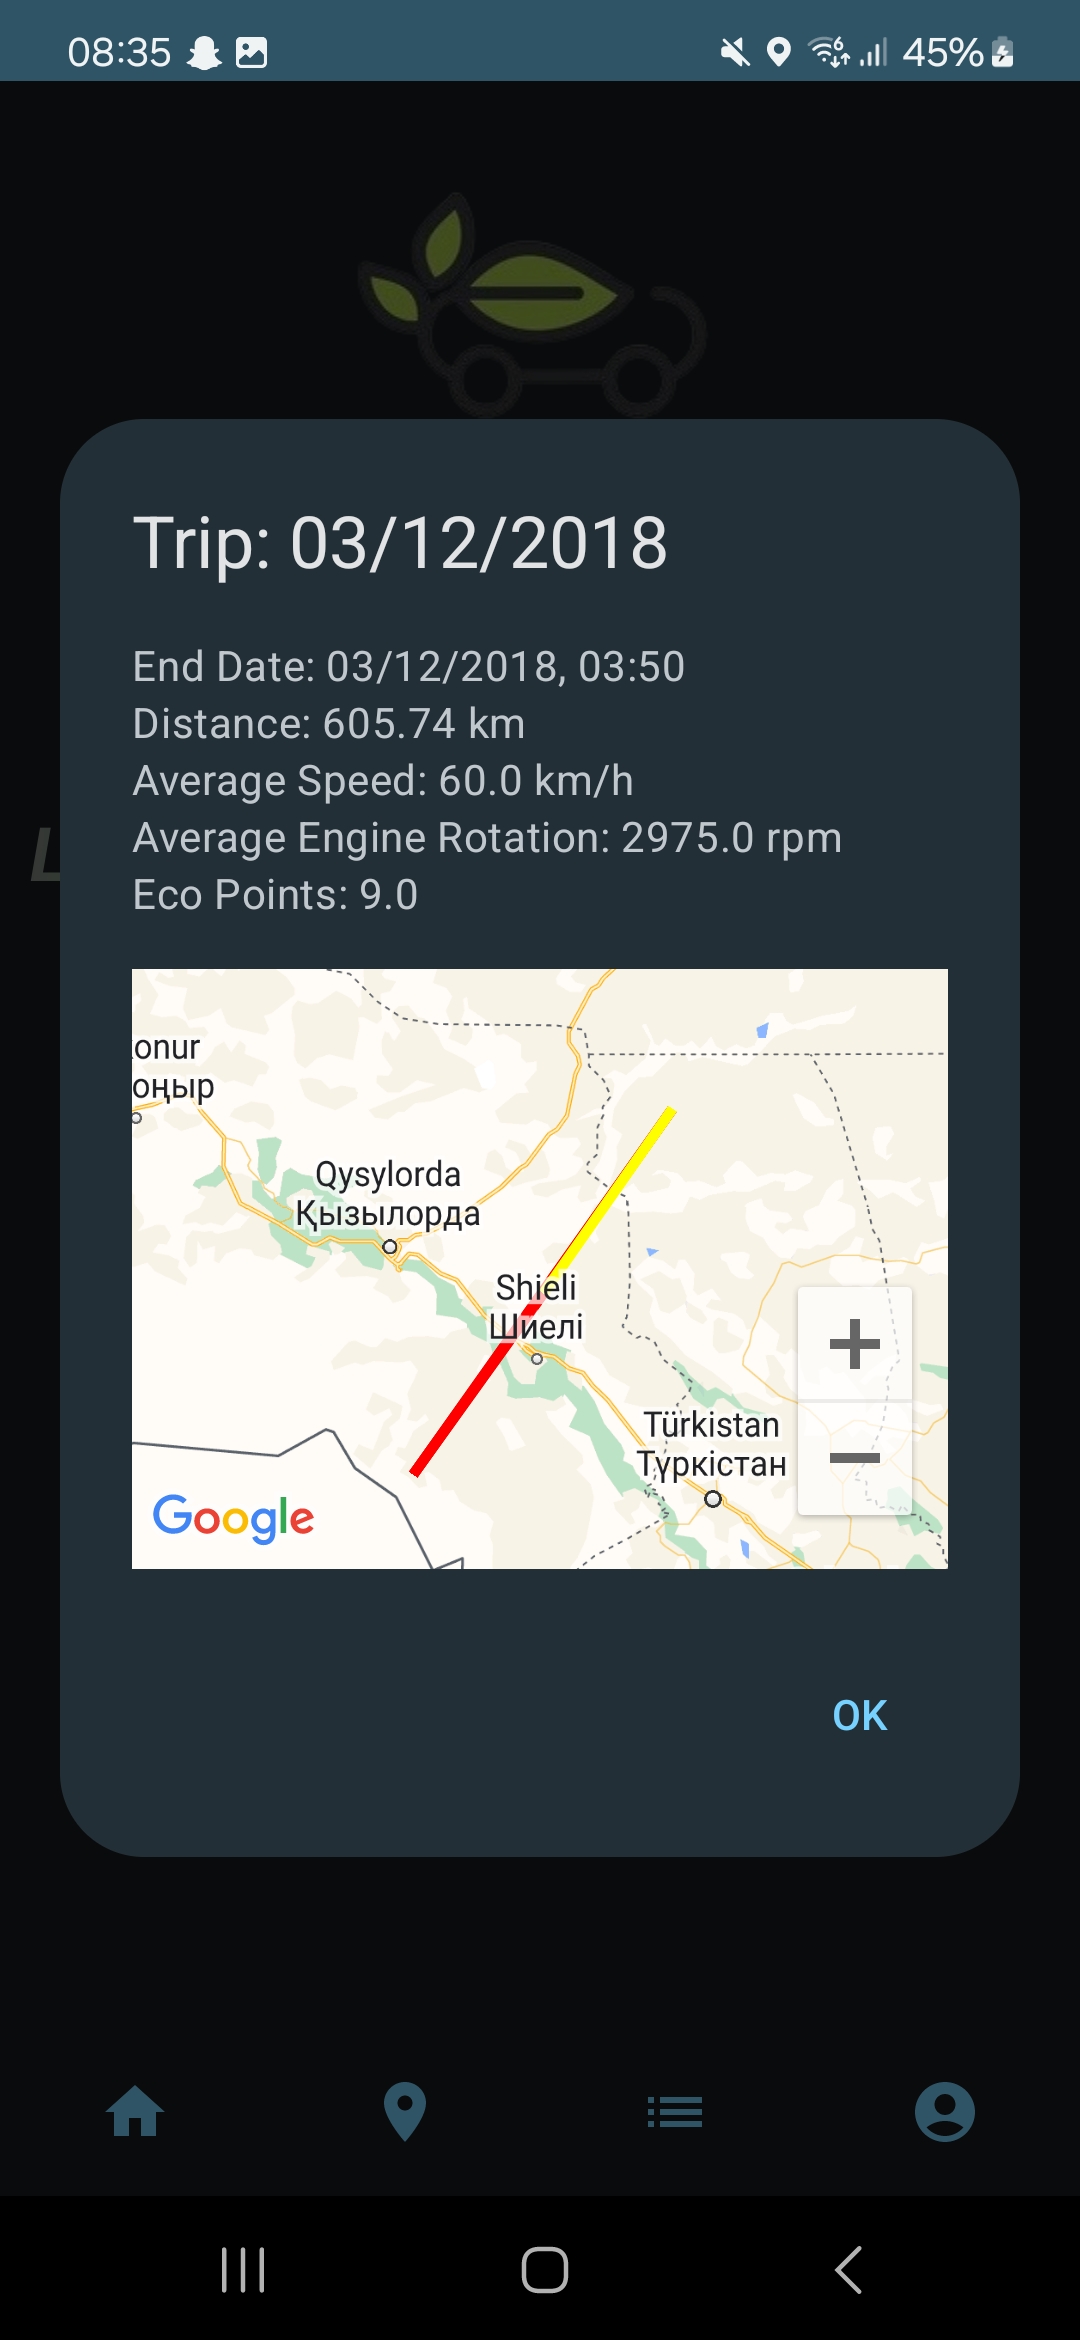 08:35
6
45%
Trip: 03/12/2018
End Date: 03/12/2018, 03:50
Distance: 605.74 km
Average Speed: 60.0 km/h
Average Engine Rotation: 2975.0 rpm
Eco Points: 9.0
L
onur
оңыр
Qysylorda
Қызылорда
Shieli
Шиелі
Türkistan
Түркістан
Google
OK